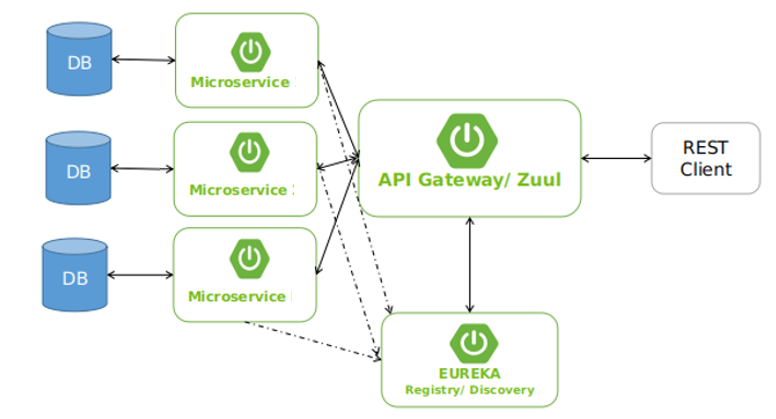 DB
Microservice
DB
Microservice
DB
Microservice
API Gateway/ Zuul
REST
Client
EUREKA
Registry/ Discovery